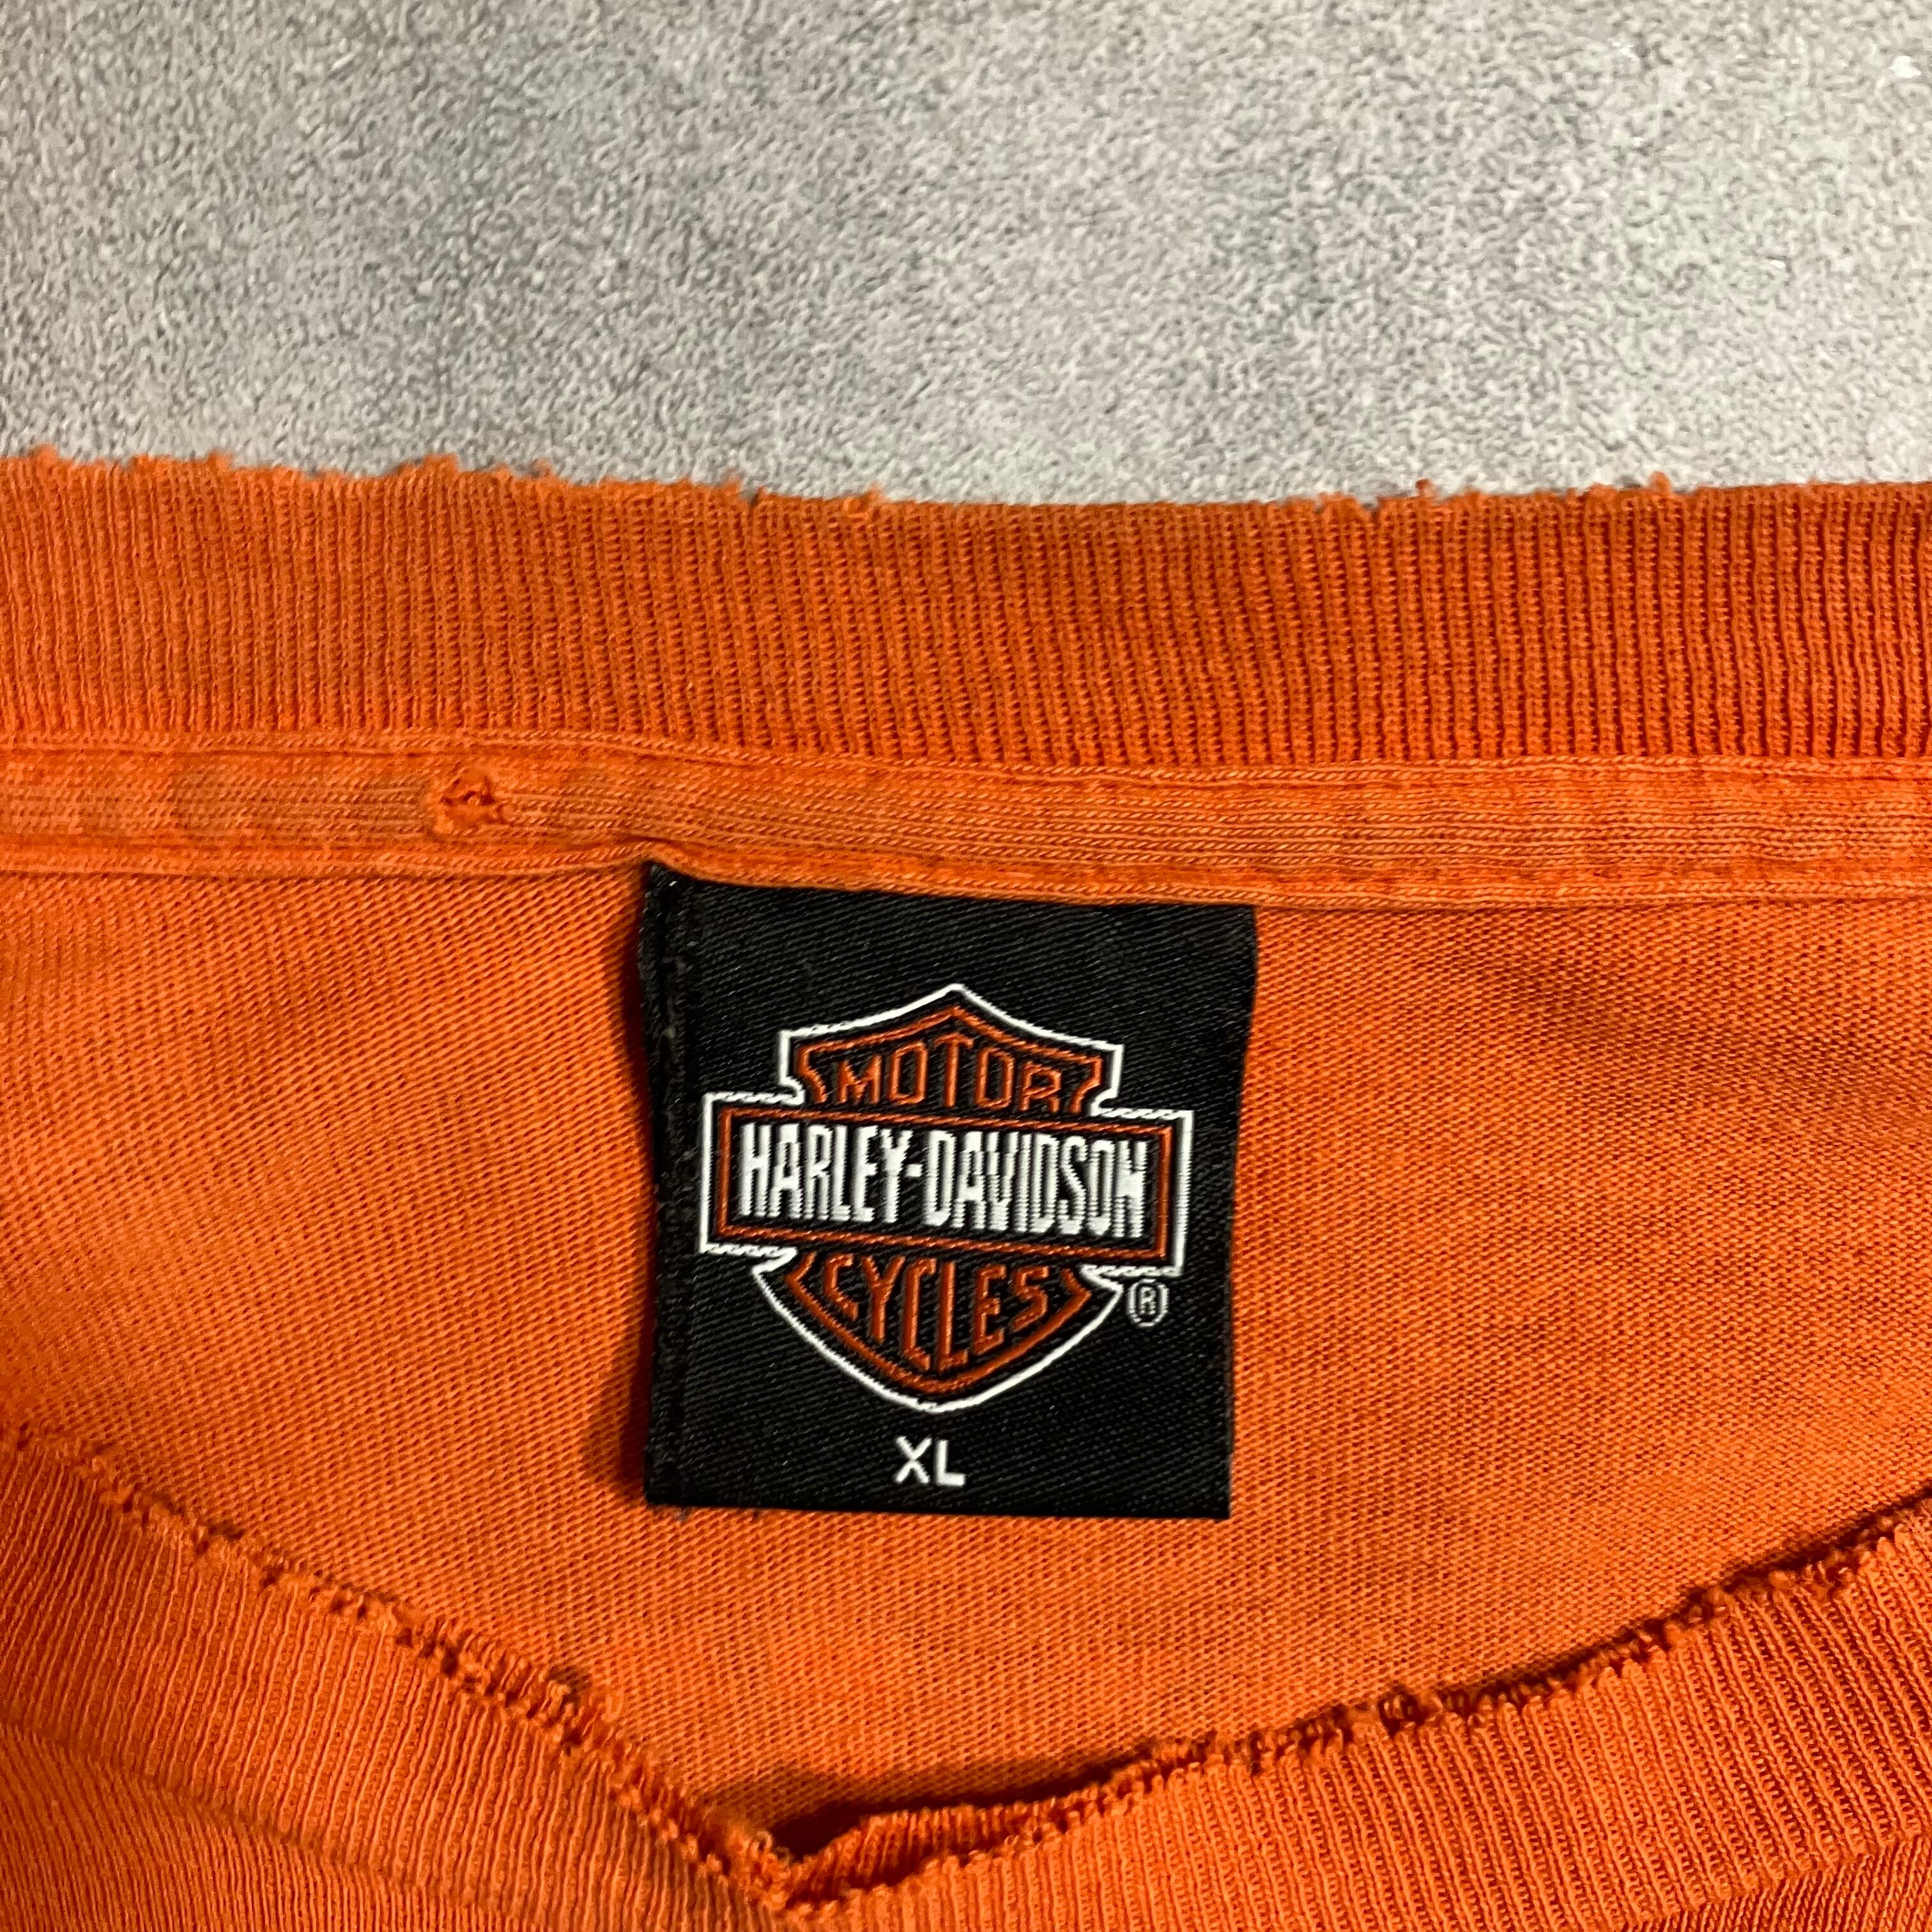 MOTOR
HARLEY-DAVIDSON
CYCLES
®
XL